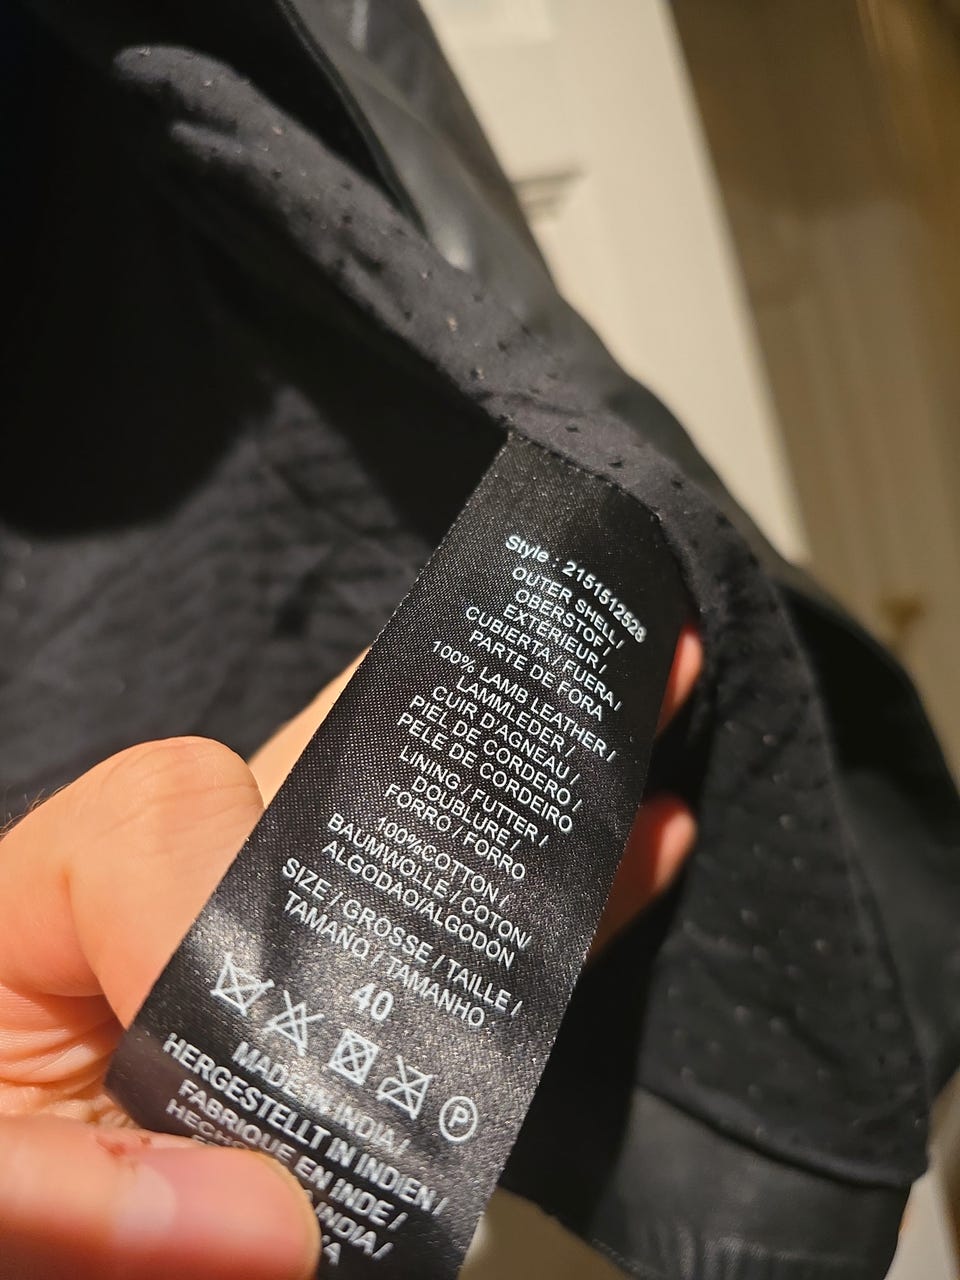 Style : 2151512528
OUTER SHELL /
OBERSTOF /
EXTERIEUR /
CUBIERTA / FUERA /
PARTE DE FORA
100% LAMB LEATHER /
LAMMLEDER /
CUIR D'AGNEAU /
PIEL DE CORDERO /
PELE DE CORDEIRO
LINING / FUTTER /
DOUBLURE /
FORRO / FORRO
100%COTTON /
BAUMWOLLE / COTON/
ALGODAO/ALGODÓN
SIZE / GROSSE / TAILLE /
TAMAÑO / TAMANHO :
40
P
MADE IN INDIA /
HERGESTELLT IN INDIEN /
FABRIQUE EN INDE /
INDIA /